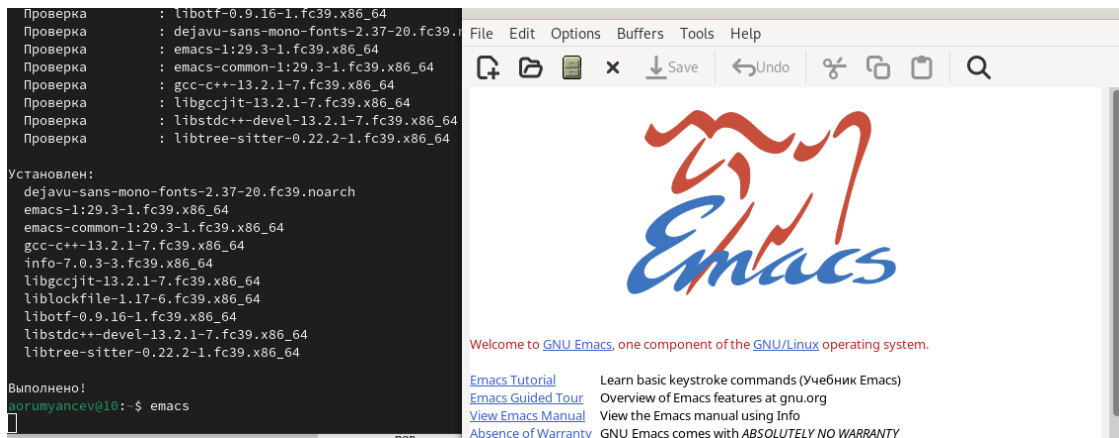 Проверка : libotf-0.9.16-1.fc39.x86_64
Проверка : dejavu-sans-mono-fonts-2.37-20.fc39.
Проверка : emacs-1:29.3-1.fc39.x86_64
Проверка : emacs-common-1:29.3-1.fc39.x86_64
Проверка : gcc-c++-13.2.1-7.fc39.x86_64
Проверка : libgccjit-13.2.1-7.fc39.x86_64
Проверка : libstdc++-devel-13.2.1-7.fc39.x86_64
Проверка : libtree-sitter-0.22.2-1.fc39.x86_64
Установлен:
dejavu-sans-mono-fonts-2.37-20.fc39.noarch
emacs-1:29.3-1.fc39.x86_64
emacs-common-1:29.3-1.fc39.x86_64
gcc-c++-13.2.1-7.fc39.x86_64
info-7.0.3-3.fc39.x86_64
libgccjit-13.2.1-7.fc39.x86_64
liblockfile-1.17-6.fc39.x86_64
libotf-0.9.16-1.fc39.x86_64
libstdc++-devel-13.2.1-7.fc39.x86_64
libtree-sitter-0.22.2-1.fc39.x86_64
Выполнено!
aorumyancev@10:~$ emacs
File Edit Options Buffers Tools Help
Save Undo
Emacs
Welcome to GNU Emacs, one component of the GNU/Linux operating system.
Emacs Tutorial Learn basic keystroke commands (Учебник Emacs)
Emacs Guided Tour Overview of Emacs features at gnu.org
View Emacs Manual View the Emacs manual using Info
Absence of Warranty GNU Emacs comes with ABSOLUTELY NO WARRANTY